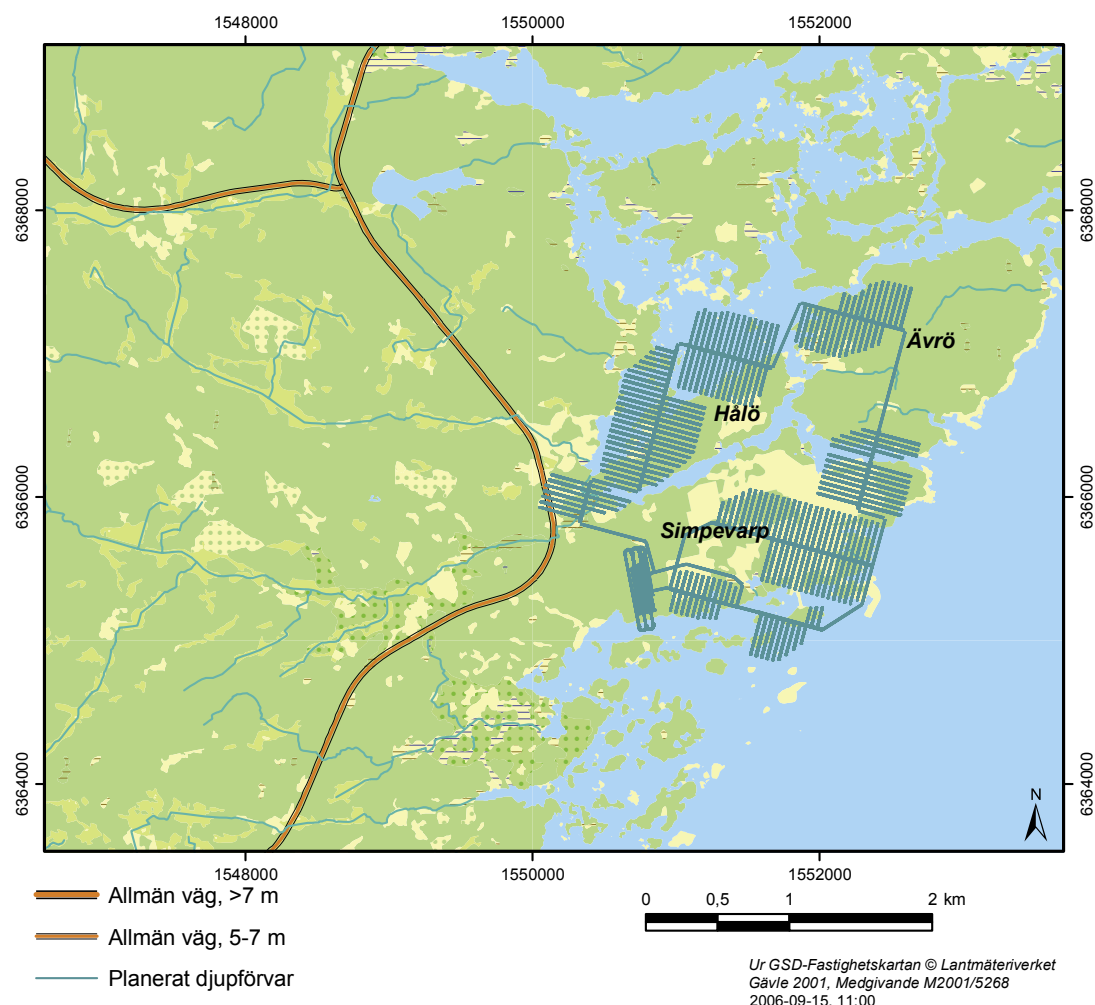 1548000 1550000 1552000
6368000 6368000
Ävrö
Hålö
6366000 6366000
Simpevarp
6364000 6364000
N
1548000 1550000 1552000
Allmän väg, >7 m
Allmän väg, 5-7 m
Planerat djupförvar
0 0,5 1 2 km
Ur GSD-Fastighetskartan © Lantmäteriverket
Gävle 2001, Medgivande M2001/5268
2006-09-15, 11:00